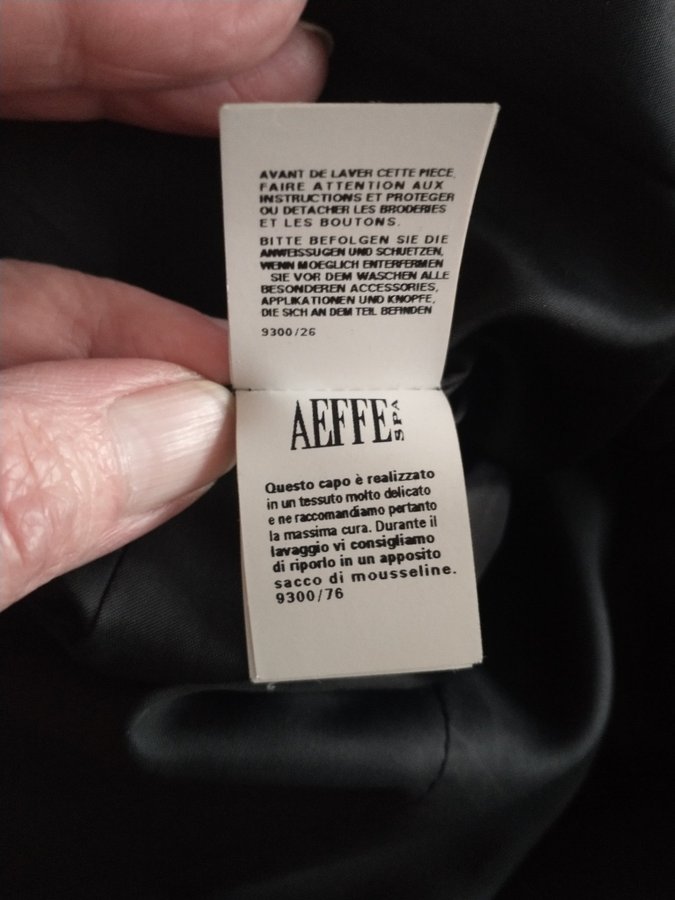 AVANT DE LAVER CETTE PIECE,
FAIRE ATTENTION AUX
INSTRUCTIONS ET PROTEGER
OU DETACHER LES BRODERIES
ET LES BOUTONS.
BITTE BEFOLGEN SIE DIE
ANWEISSUGEN UND SCHUETZEN,
WENN MOEGLICH ENTERFERMEN
SIE VOR DEM WASCHEN ALLE
BESONDEREN ACCESSORIES,
APPLIKATIONEN UND KNOPFE,
DIE SICH AN DEM TEIL BEFINDEN
9300/26
AEFFE SPA
Questo capo è realizzato
in un tessuto molto delicato
e ne raccomandiamo pertanto
la massima cura. Durante il
lavaggio vi consigliamo
di riporlo in un apposito
sacco di mousseline.
9300/76